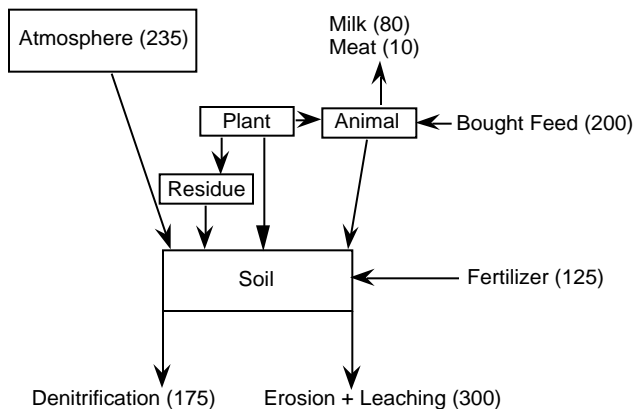 Milk (80)
Meat (10)
Atmosphere (235)
Plant
Animal
Bought Feed (200)
Residue
Soil
Fertilizer (125)
Denitrification (175)
Erosion + Leaching (300)